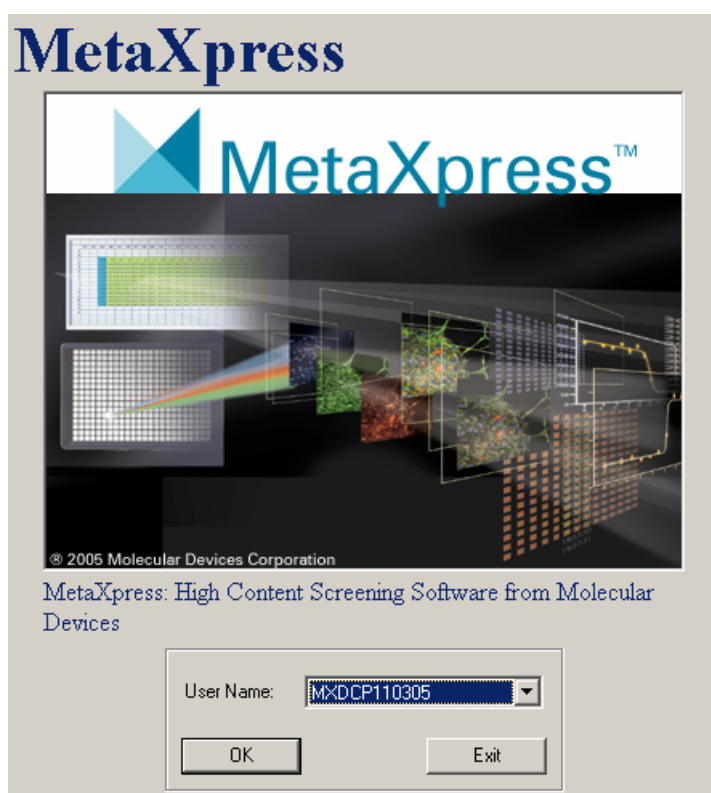 MetaXpress
MetaXpress™
® 2005 Molecular Devices Corporation
MetaXpress: High Content Screening Software from Molecular
Devices
User Name: MXDCP110305
OK Exit